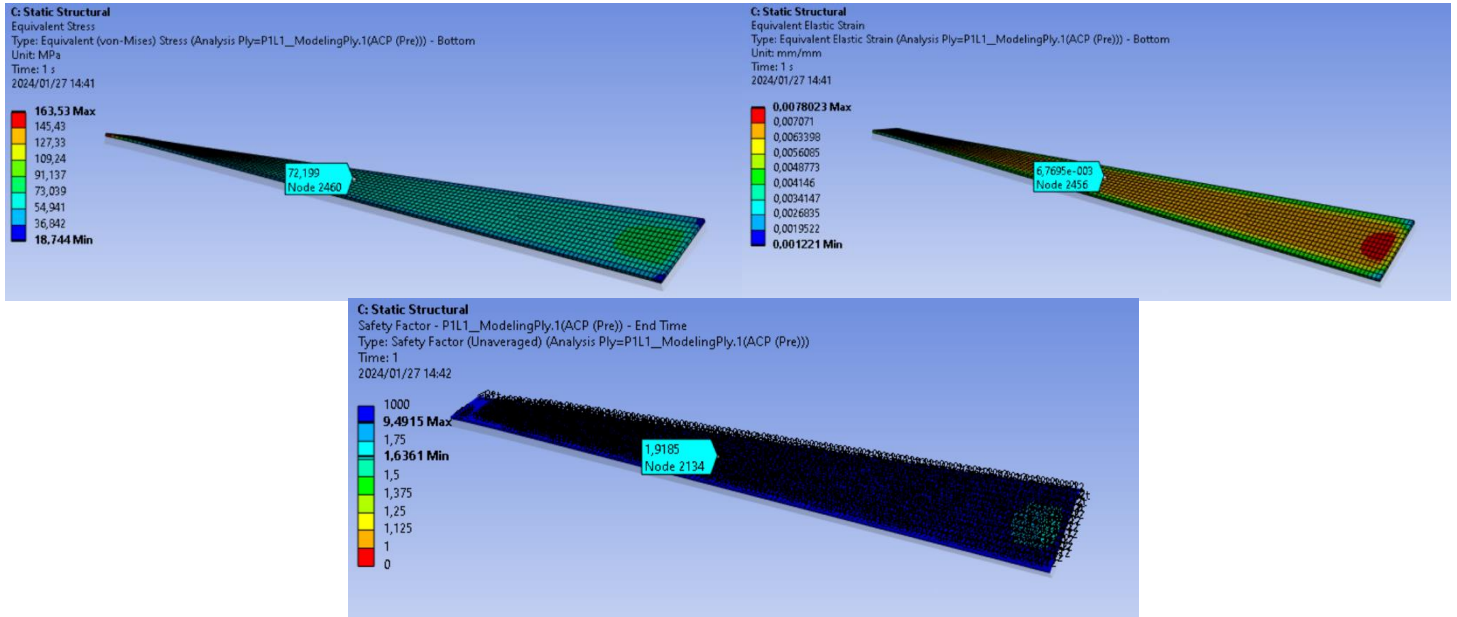 C: Static Structural
Equivalent Stress
Type: Equivalent (von-Mises) Stress (Analysis Ply=P1L1__ModelingPly.1(ACP (Pre))) - Bottom
Unit: MPa
Time: 1 s
2024/01/27 14:41
163,53 Max
145,43
127,33
109,24
91,137
73,039
54,941
36,842
18,744 Min
72,199
Node 2460
C: Static Structural
Equivalent Elastic Strain
Type: Equivalent Elastic Strain (Analysis Ply=P1L1__ModelingPly.1(ACP (Pre))) - Bottom
Unit: mm/mm
Time: 1 s
2024/01/27 14:41
0,0078023 Max
0,007071
0,0063398
0,0056085
0,0048773
0,004146
0,0034147
0,0026835
0,0019522
0,001221 Min
6,7695e-003
Node 2456
C: Static Structural
Safety Factor - P1L1__ModelingPly.1(ACP (Pre)) - End Time
Type: Safety Factor (Unaveraged) (Analysis Ply=P1L1__ModelingPly.1(ACP (Pre)))
Time: 1
2024/01/27 14:42
1000
9,4915 Max
1,75
1,6361 Min
1,5
1,375
1,25
1,125
1
0
1,9185
Node 2134